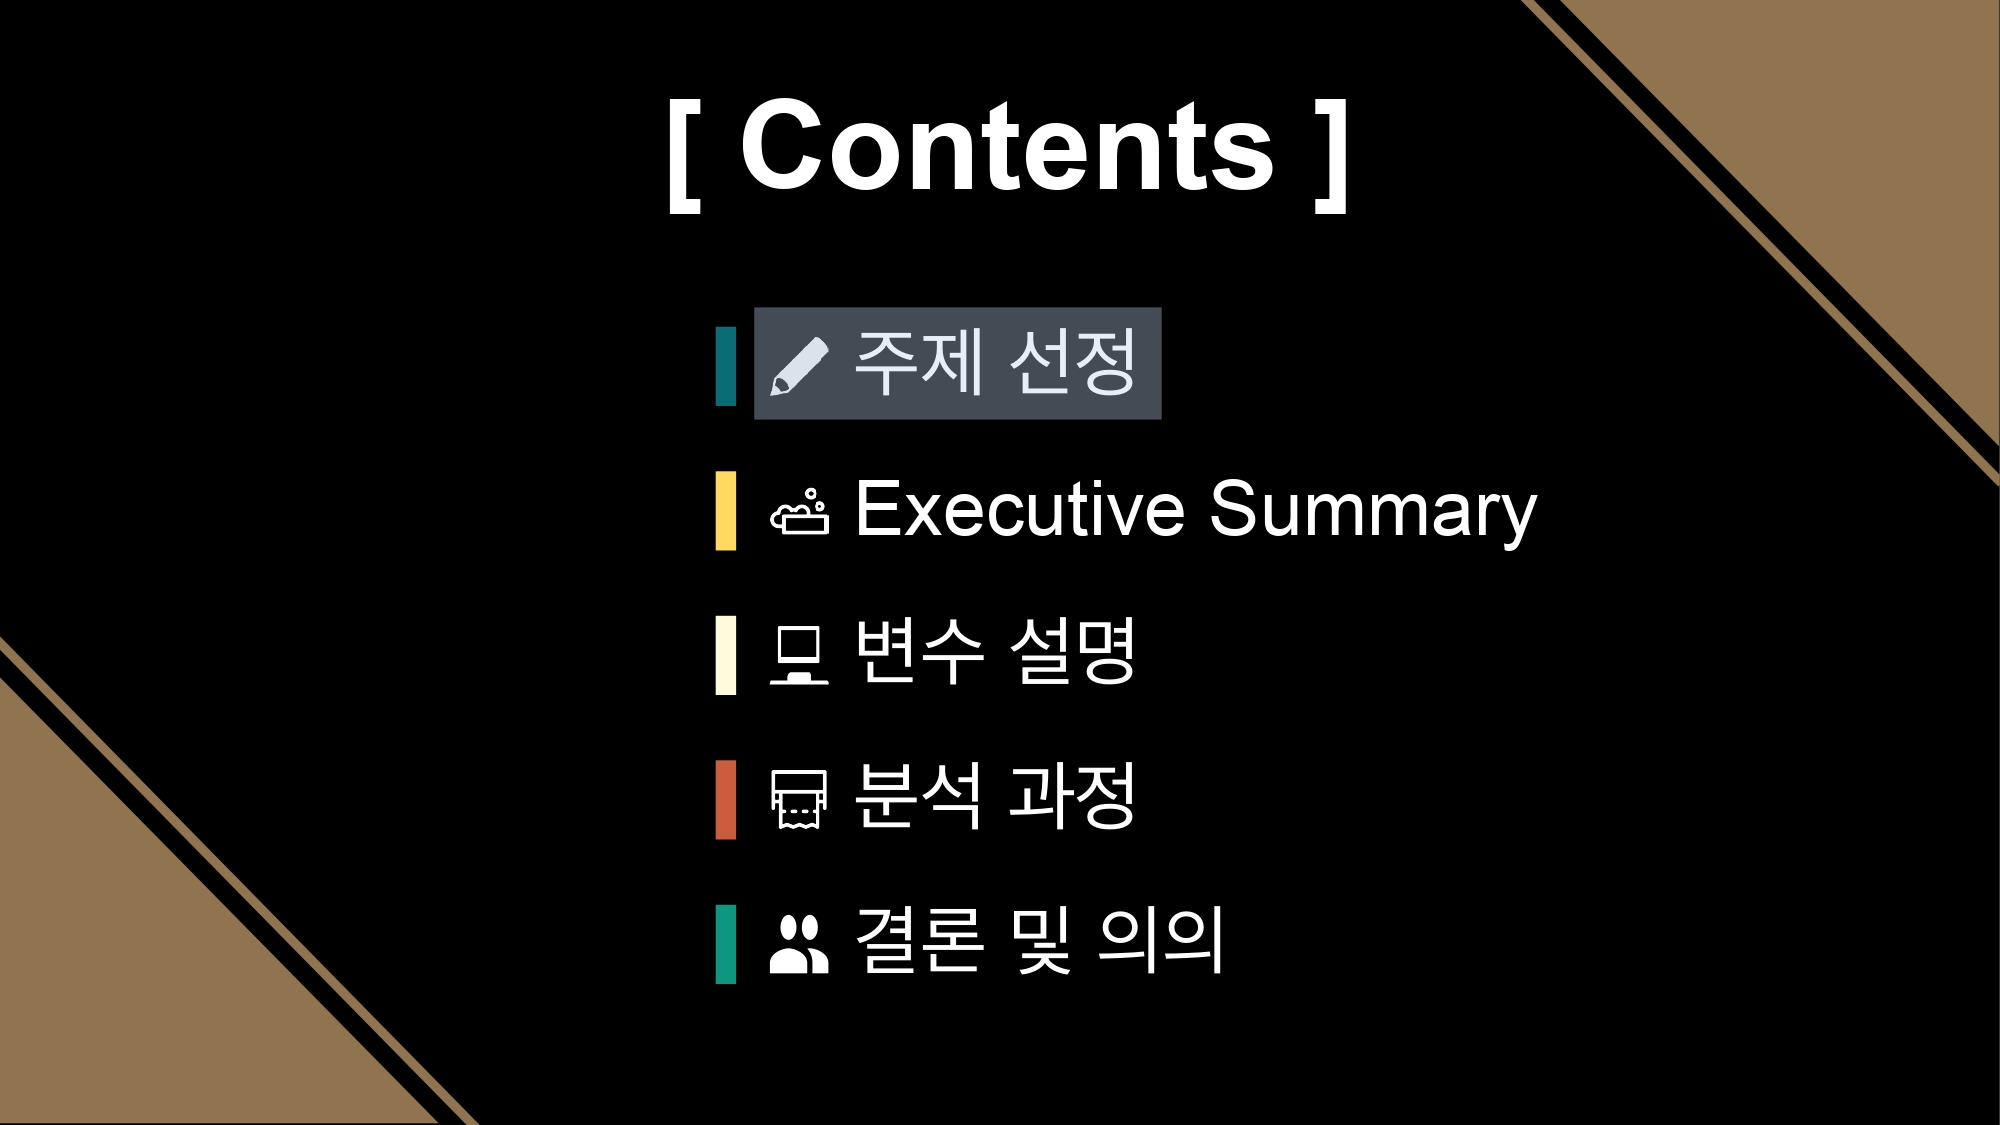 [ Contents ]
주제 선정
Executive Summary
변수 설명
분석 과정
결론 및 의의